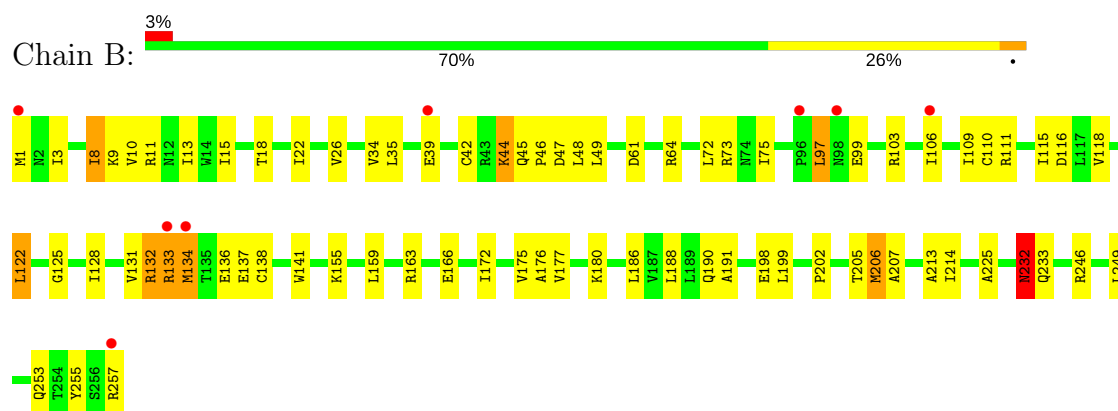 3%
Chain B:
70% 26% •
M1 N2 I3 I8 K9 V10 R11 N12 I13 W14 I15 T18 I22 V26 V34 L35 E39 C42 R43 K44 Q45 P46 D47 L48 L49 D61 R64 L72 R73 N74 I75 P96 L97 N98 E99 R103 I106 I109 C110 R111 I115 D116 L117 V118
L122 G125 I128 V131 R132 R133 M134 T135 E136 E137 C138 W141 K155 L159 R163 E166 I172 V175 A176 V177 K180 L186 V187 L188 L189 Q190 A191 E198 L199 P202 T205 M206 A207 A213 I214 A225 N232 Q233 R246 L249
Q253 T254 Y255 S256 R257